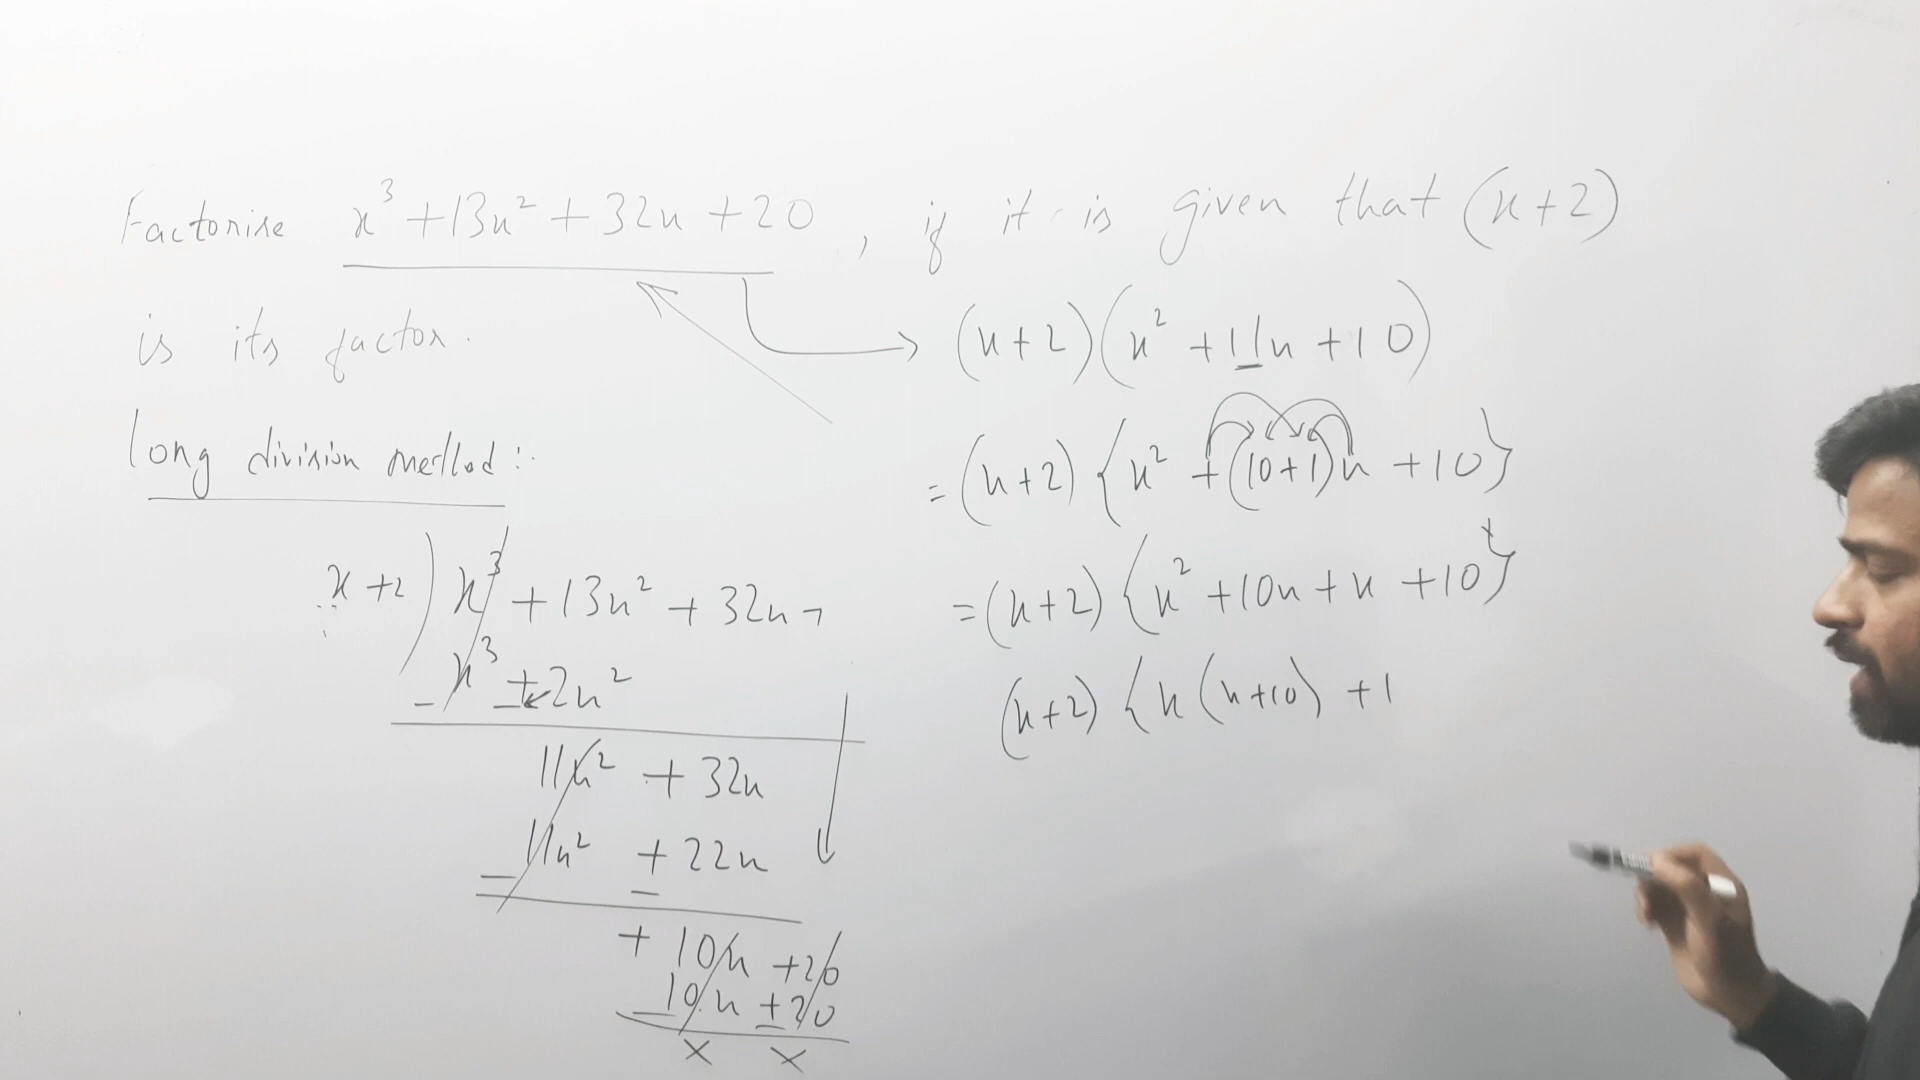 Factorise x³ + 13x² + 32x + 20, if it is given that (x+2)
is its factor.
(x+2)(x² + 11x + 10)
long division method :-
= (x+2) {x² + (10+1)x + 10}
x+2) x³ + 13x² + 32x +
= (x+2) {x² + 10x + x + 10}
- x³ ± 2x²
(x+2) {x(x+10) + 1
11x² + 32x
- 11x² + 22x
-
+ 10x + 20
- 10x ± 20
x x